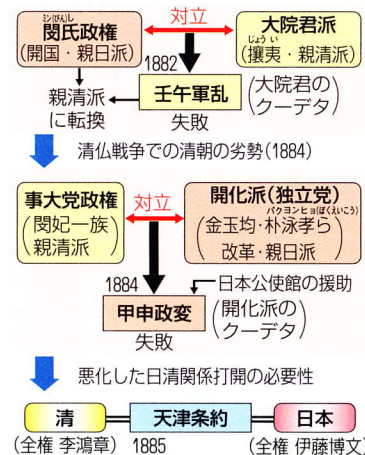 ミンびんし
閔氏政権
(開国・親日派)
対立
大院君派
じょうい
(攘夷・親清派)
1882
親清派
に転換
壬午軍乱
失敗
(大院君の
クーデタ)
清仏戦争での清朝の劣勢(1884)
事大党政権
(閔妃一族
親清派)
対立
開化派(独立党)
パクヨンヒョ(ぼくえいこう)
(金玉均・朴泳孝ら
改革・親日派)
1884
日本公使館の援助
甲申政変
失敗
(開化派の
クーデタ)
悪化した日清関係打開の必要性
清
天津条約
日本
(全権 李鴻章)
1885
(全権 伊藤博文)